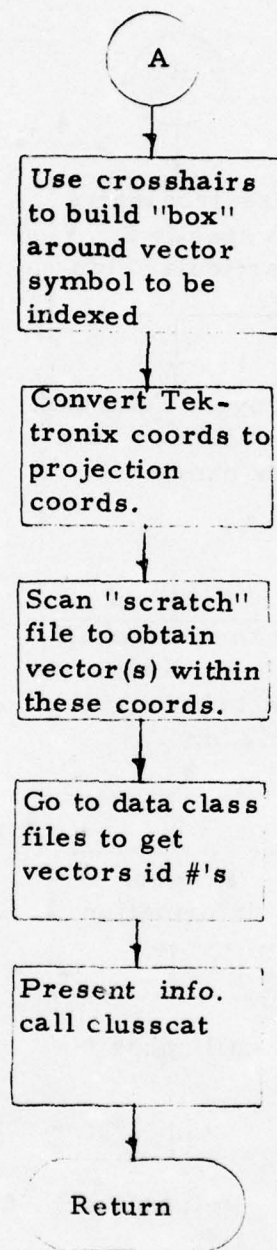 A
Use crosshairs
to build "box"
around vector
symbol to be
indexed
Convert Tek-
tronix coords to
projection
coords.
Scan "scratch"
file to obtain
vector(s) within
these coords.
Go to data class
files to get
vectors id #'s
Present info.
call clusscat
Return